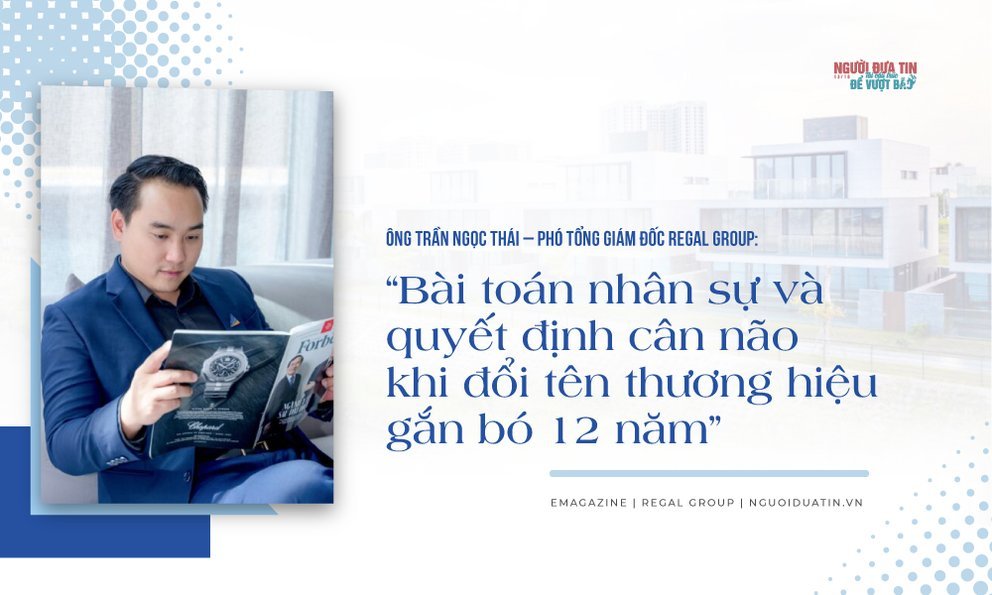 NGƯỜI ĐƯA TIN
ĐỂ VƯỢT BÃO
ÔNG TRẦN NGỌC THÁI – PHÓ TỔNG GIÁM ĐỐC REGAL GROUP:
“Bài toán nhân sự và
quyết định cân não
khi đổi tên thương hiệu
gắn bó 12 năm”
EMAGAZINE | REGAL GROUP | NGUOIDUATIN.VN
Forbes
Chopard